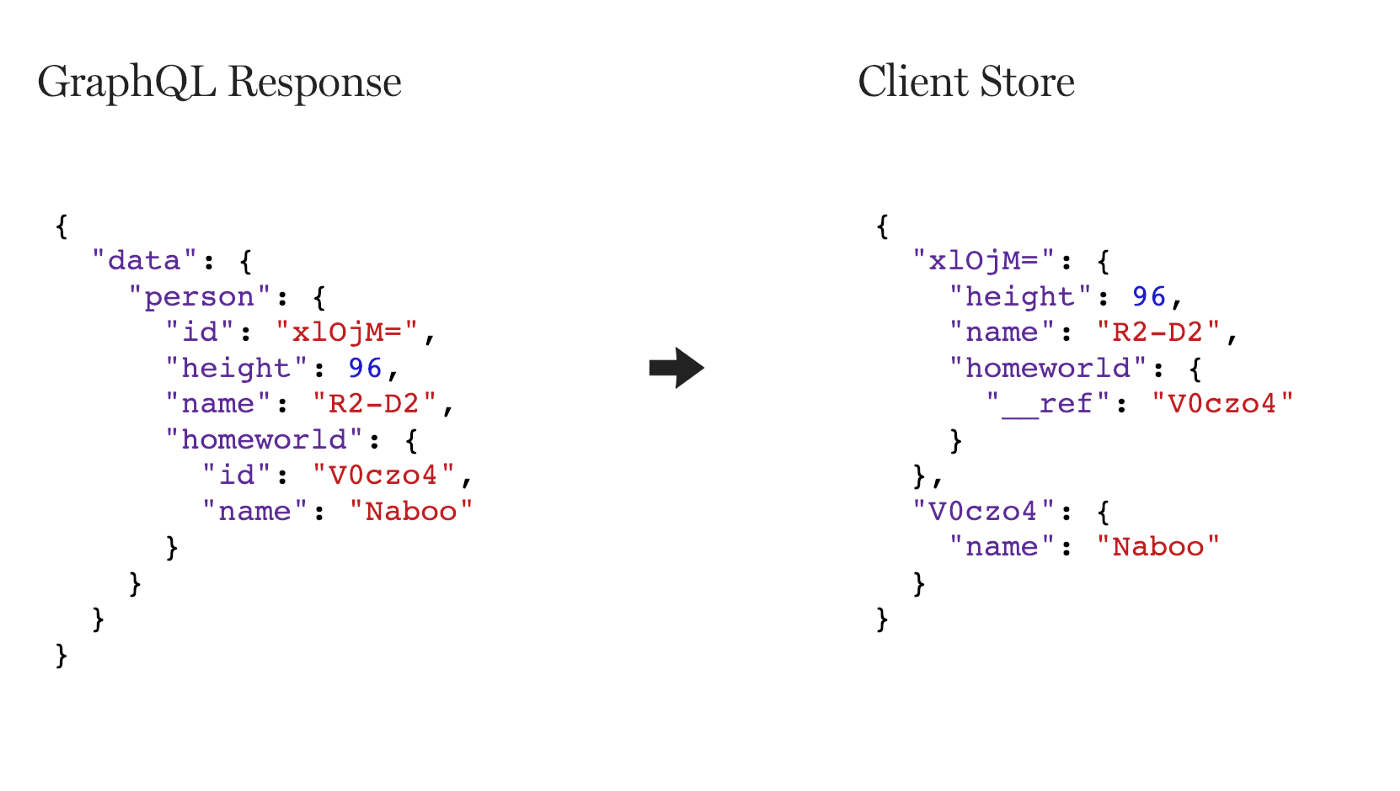 GraphQL Response
{
  "data": {
    "person": {
      "id": "xlOjM=",
      "height": 96,
      "name": "R2-D2",
      "homeworld": {
        "id": "V0czo4",
        "name": "Naboo"
      }
    }
  }
}
Client Store
{
  "xlOjM=": {
    "height": 96,
    "name": "R2-D2",
    "homeworld": {
      "__ref": "V0czo4"
    }
  },
  "V0czo4": {
    "name": "Naboo"
  }
}